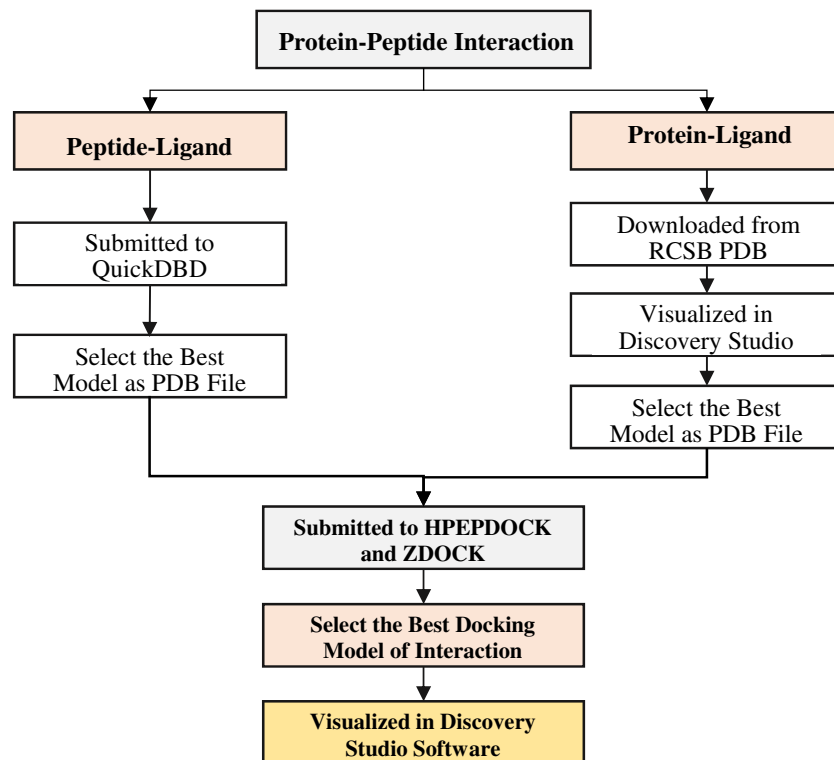 Protein-Peptide Interaction
Peptide-Ligand
Protein-Ligand
Submitted to
QuickDBD
Downloaded from
RCSB PDB
Visualized in
Discovery Studio
Select the Best
Model as PDB File
Select the Best
Model as PDB File
Submitted to HPEPDOCK
and ZDOCK
Select the Best Docking
Model of Interaction
Visualized in Discovery
Studio Software